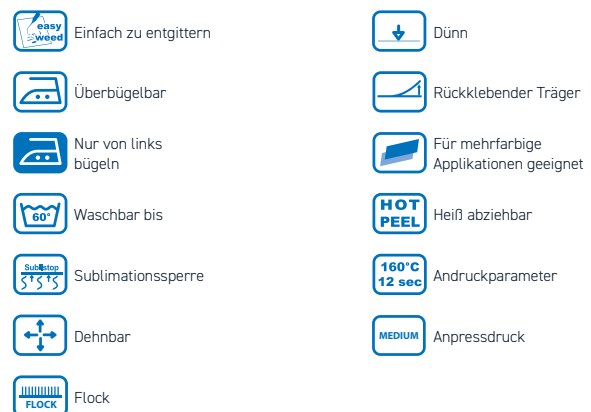 easy
weed
Einfach zu entgittern
Überbügelbar
Nur von links
bügeln
60°
Waschbar bis
Sublistop
Sublimationssperre
Dehnbar
FLOCK
Flock
Dünn
Rückklebender Träger
Für mehrfarbige
Applikationen geeignet
HOT
PEEL
Heiß abziehbar
160°C
12 sec
Andruckparameter
MEDIUM
Anpressdruck